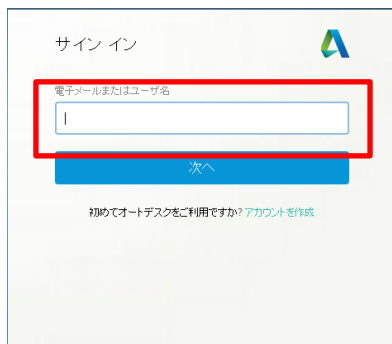 サイン イン
電子メールまたはユーザ名
次へ
初めてオートデスクをご利用ですか? アカウントを作成